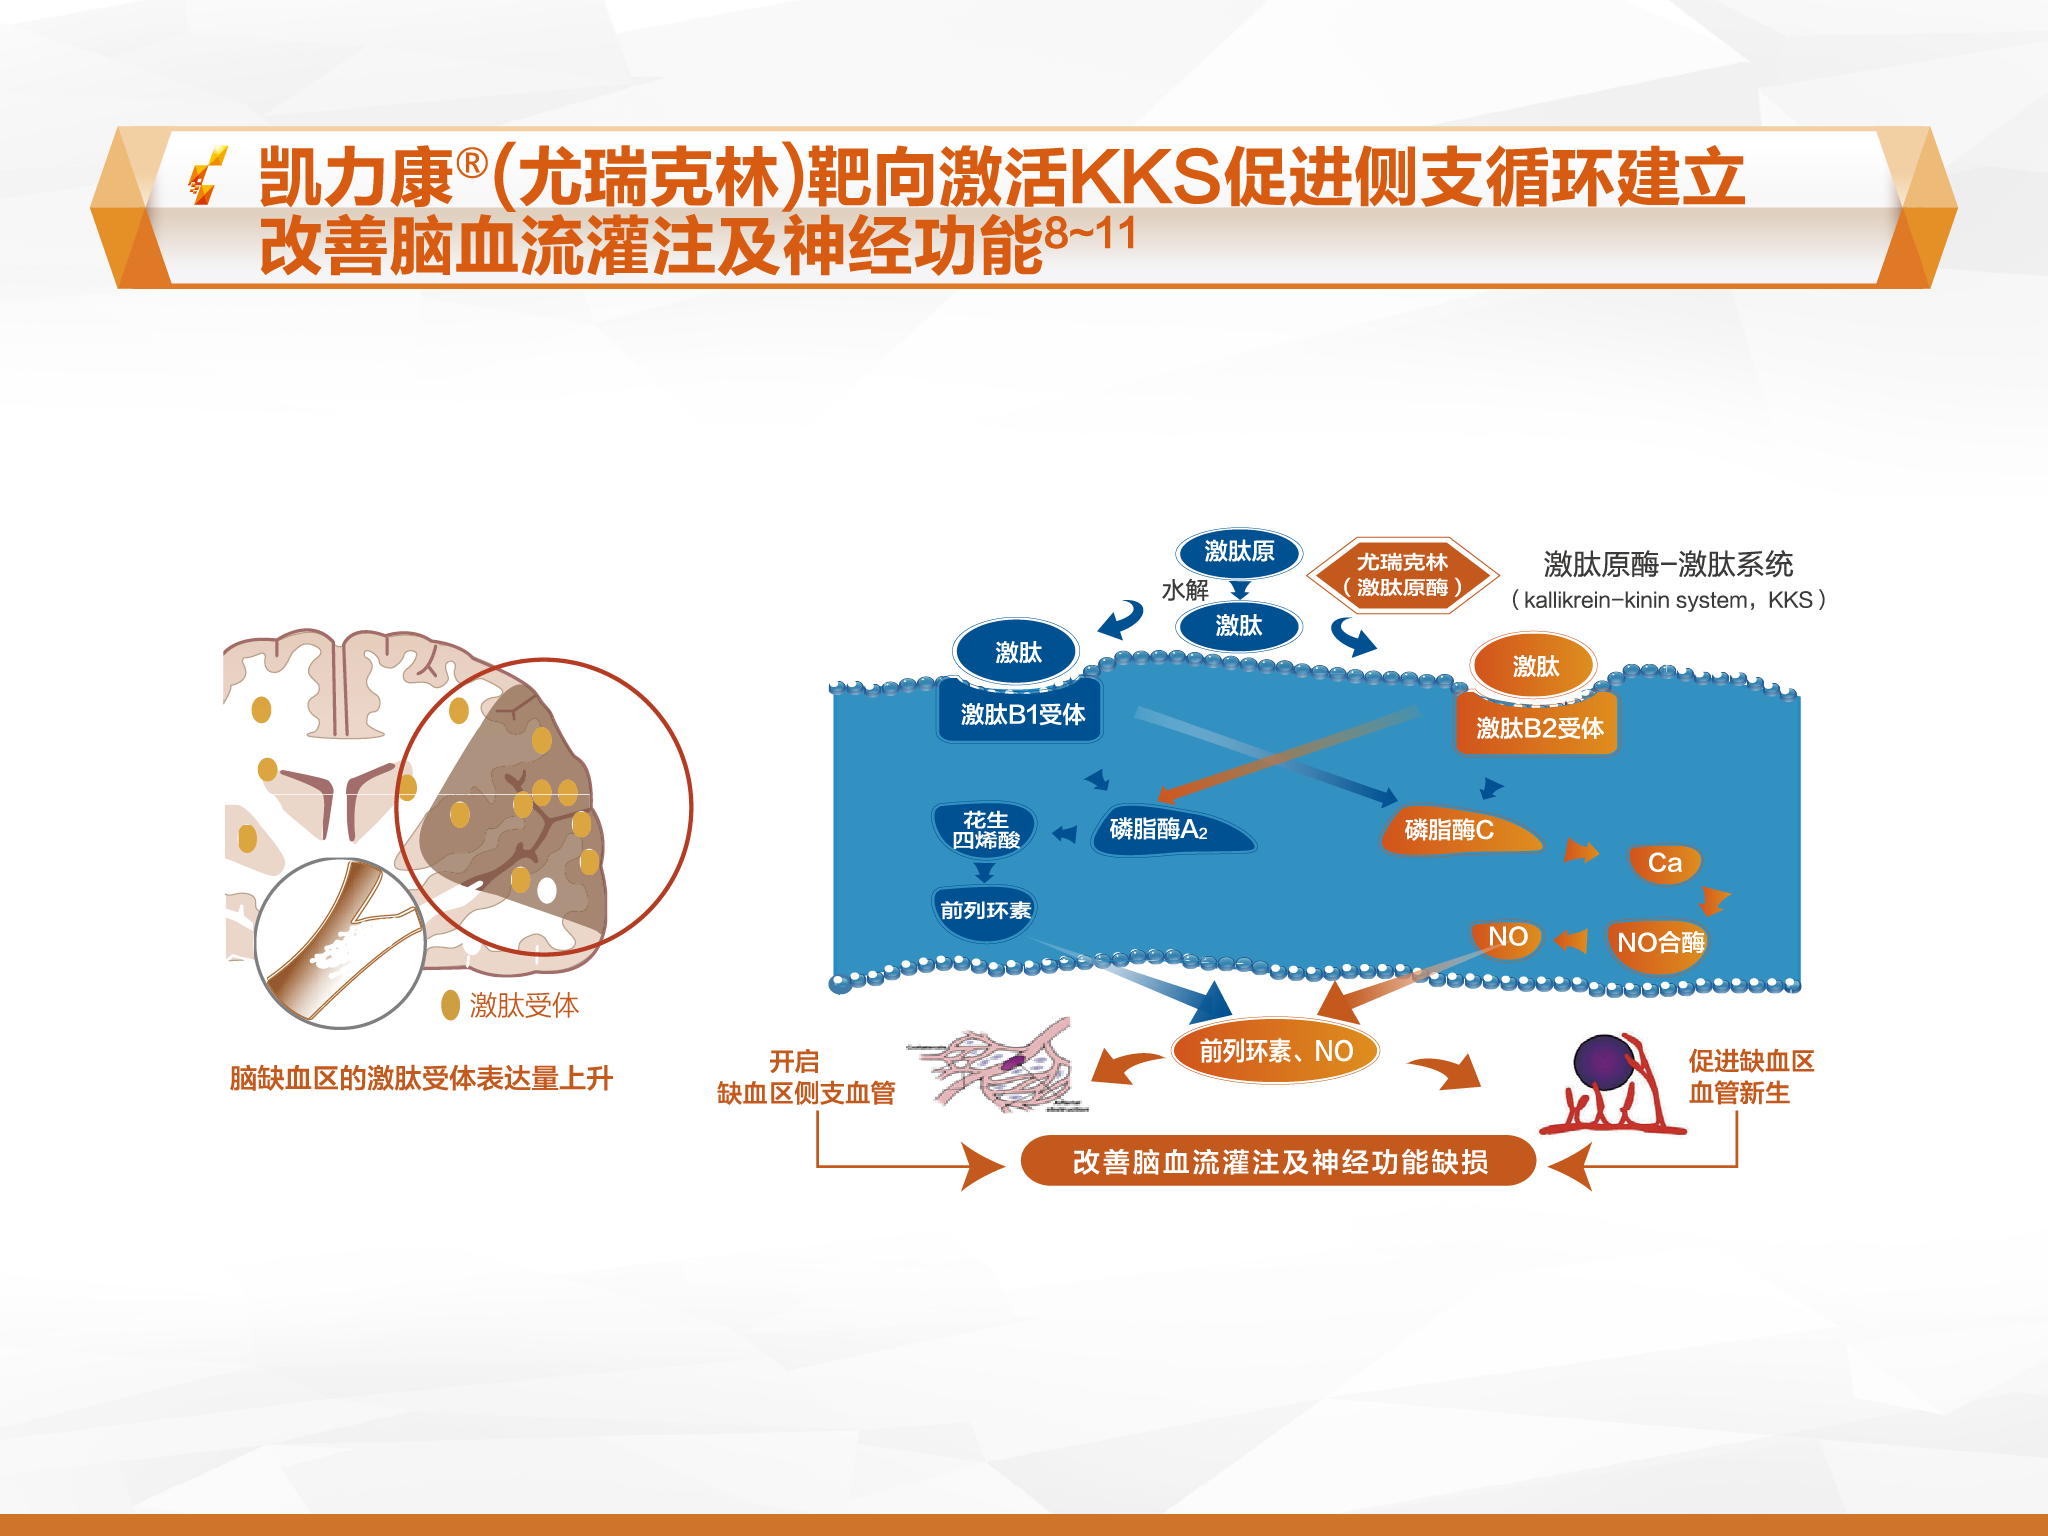 凯力康®(尤瑞克林)靶向激活KKS促进侧支循环建立
改善脑血流灌注及神经功能8~11
激肽原
水解
激肽
尤瑞克林
（激肽原酶）
激肽原酶-激肽系统
（kallikrein-kinin system，KKS）
激肽
激肽B1受体
激肽
激肽B2受体
花生
四烯酸
磷脂酶A2
磷脂酶C
Ca
前列环素
NO
NO合酶
激肽受体
脑缺血区的激肽受体表达量上升
前列环素、NO
开启
缺血区侧支血管
促进缺血区
血管新生
改善脑血流灌注及神经功能缺损